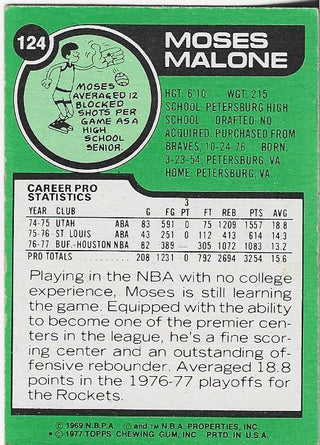 124
MOSES
MALONE
MOSES
AVERAGED 12
BLOCKED
SHOTS PER
GAME AS A
HIGH
SCHOOL
SENIOR.
HGT: 6'10 WGT: 215
SCHOOL: PETERSBURG HIGH
SCHOOL DRAFTED: NO
ACQUIRED: PURCHASED FROM
BRAVES, 10-24-76 BORN:
3-23-54, PETERSBURG, VA.
HOME: PETERSBURG, VA.
CAREER PRO
STATISTICS
3
YEAR CLUB G FG PT FT REB PTS AVG
74-75 UTAH ABA 83 591 0 75 1209 1557 18.8
75-76 ST. LOUIS ABA 43 251 0 112 413 614 14.3
76-77 BUF.-HOUSTON NBA 82 389 -- 305 1072 1083 13.2
PRO TOTALS 208 1231 0 792 2694 3254 15.6
Playing in the NBA with no college
experience, Moses is still learning
the game. Equipped with the ability
to become one of the premier cen-
ters in the league, he's a fine scor-
ing center and an outstanding of-
fensive rebounder. Averaged 18.8
points in the 1976-77 playoffs for
the Rockets.
© 1969 N.B.P.A. © and ™ N.B.A. PROPERTIES, INC.
* © 1977 TOPPS CHEWING GUM, INC. PRTD. IN U.S.A.